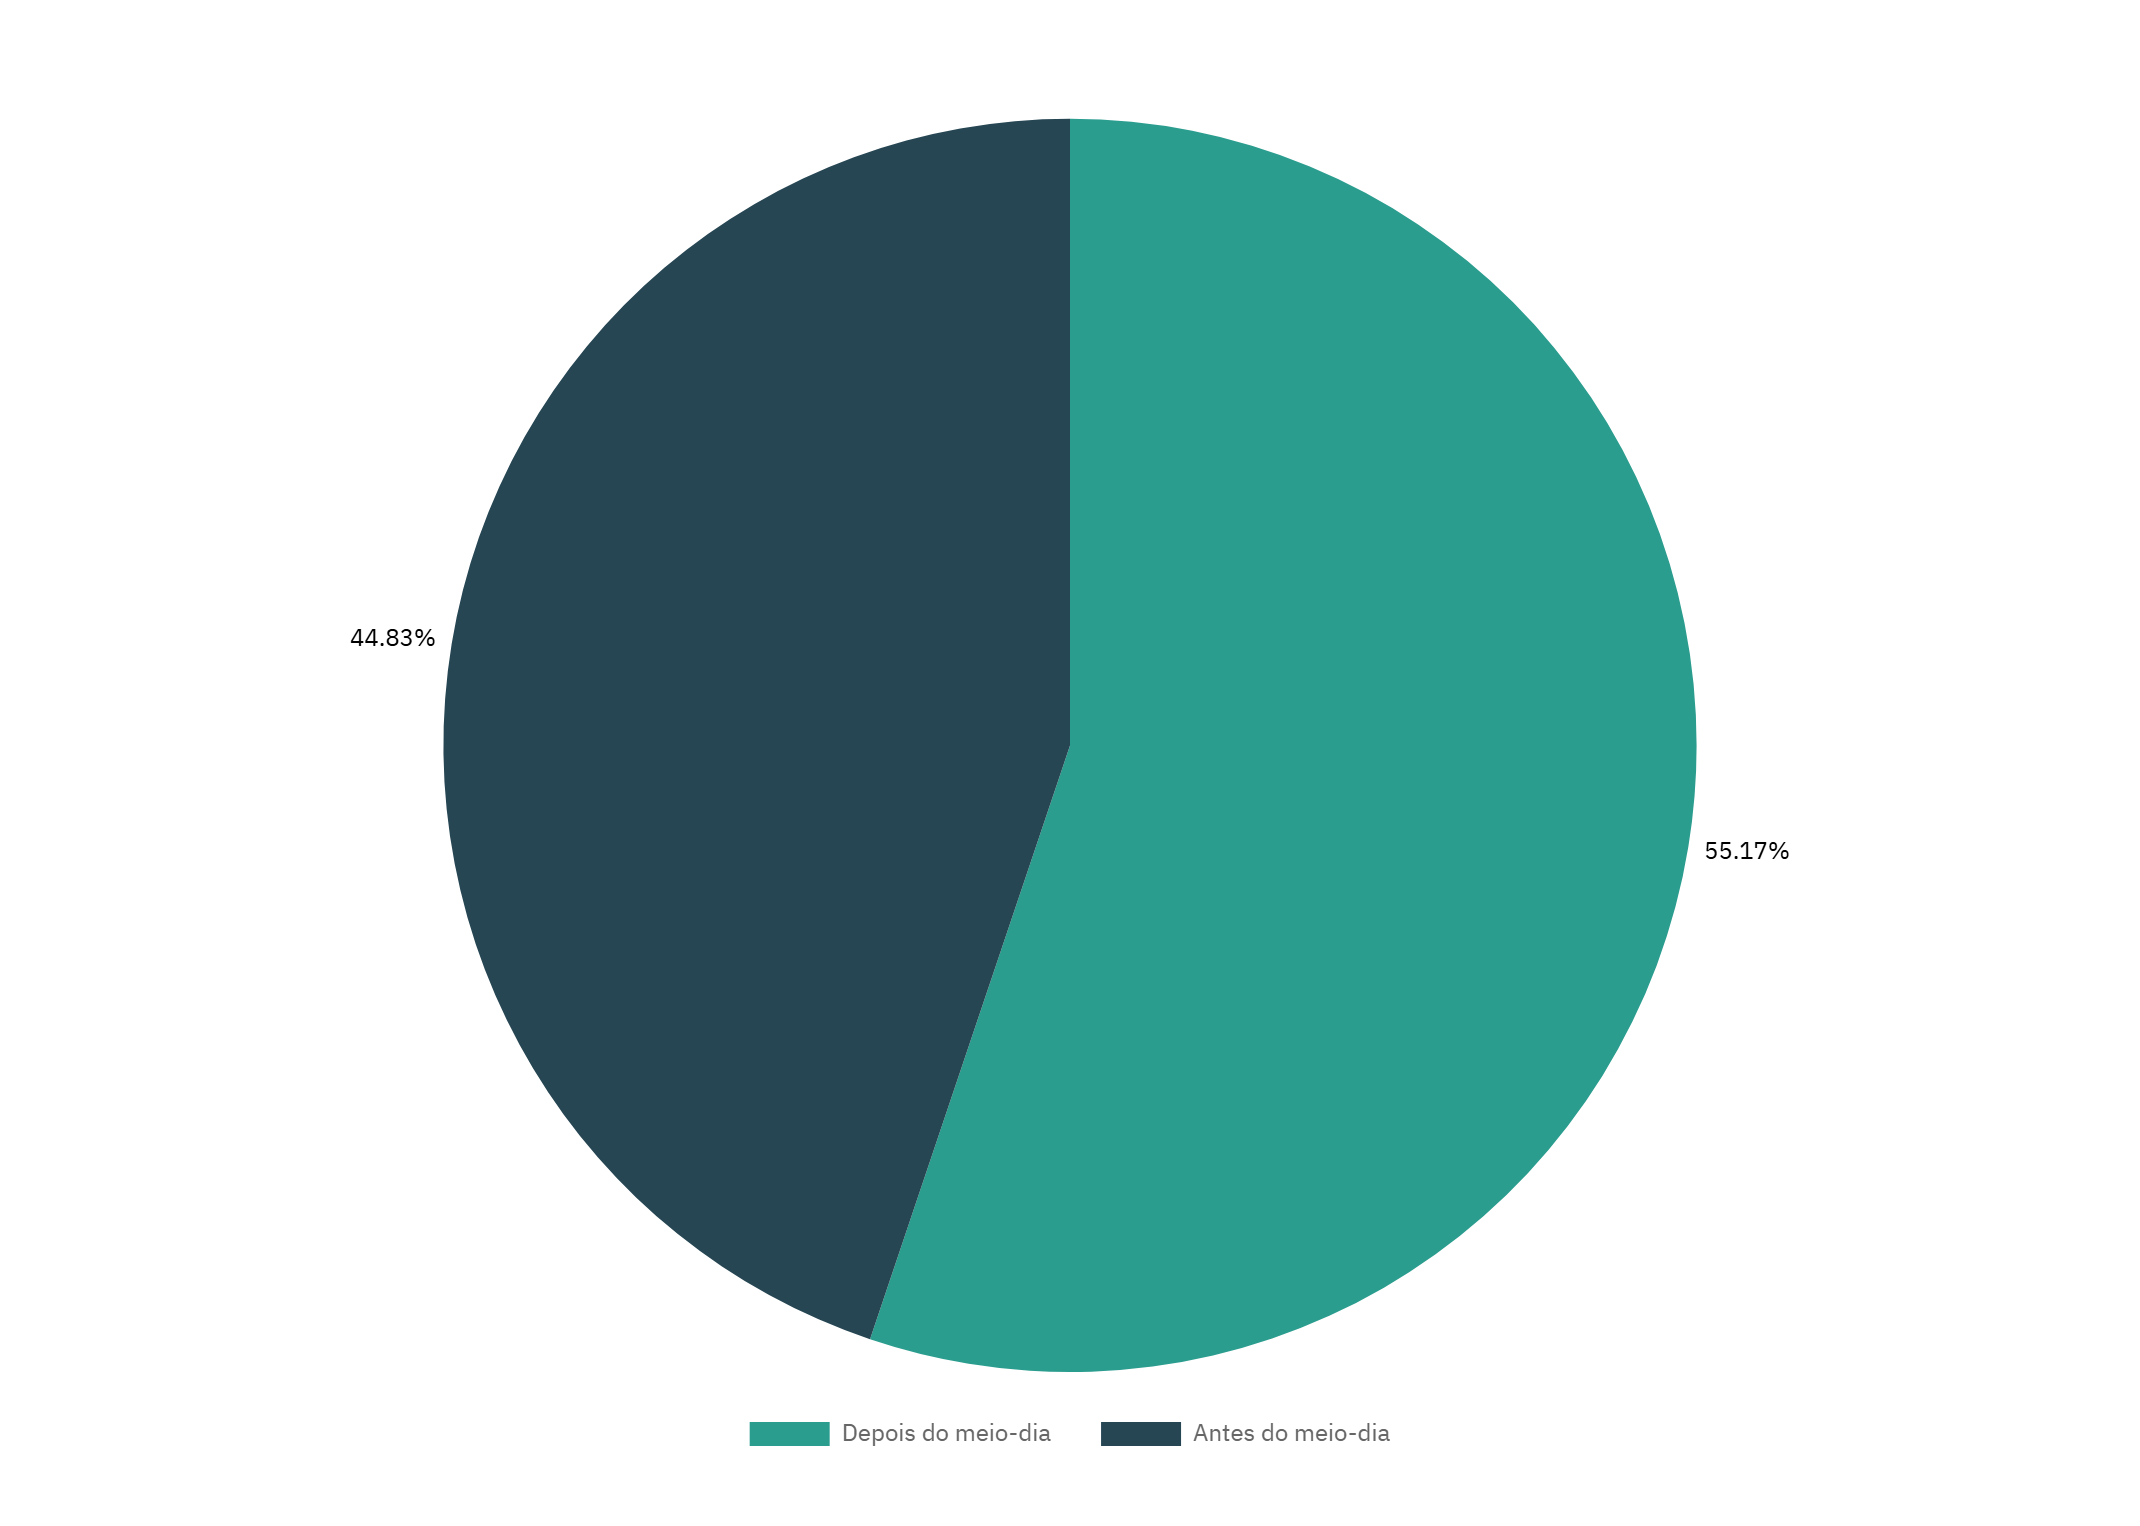 44.83%
55.17%
Depois do meio-dia
Antes do meio-dia